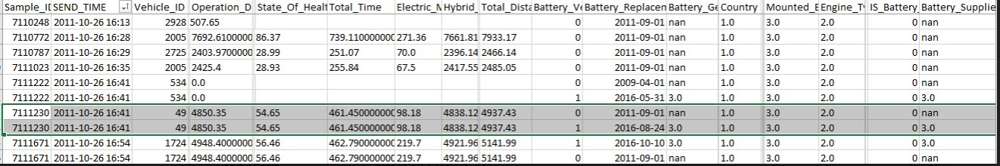 Sample_ID SEND_TIME Vehicle_ID Operation_D State_Of_Healt Total_Time Electric_M Hybrid_ Total_Dista Battery_Ve Battery_Replacen Battery_Ge Country Mounted_B Engine_Ty IS_Battery_ Battery_Supplie
7110248 2011-10-26 16:13 2928 507.65 0 2011-09-01 nan 1.0 3.0 2.0 0 nan
7110772 2011-10-26 16:28 2005 7692.6100000 86.37 739.110000000 271.36 7661.81 7933.17 0 2011-09-01 nan 1.0 3.0 2.0 0 nan
7110787 2011-10-26 16:29 2725 2403.9700000 28.99 251.07 70.0 2396.14 2466.14 0 2011-09-01 nan 1.0 3.0 2.0 0 nan
7111023 2011-10-26 16:35 2005 2425.4 28.93 255.84 67.5 2417.55 2485.05 0 2011-09-01 nan 1.0 3.0 2.0 0 nan
7111222 2011-10-26 16:41 534 0.0 0 2009-04-01 nan 1.0 3.0 2.0 0 nan
7111222 2011-10-26 16:41 534 0.0 1 2016-05-31 3.0 1.0 3.0 2.0 0 3.0
7111230 2011-10-26 16:41 49 4850.35 54.65 461.450000000 98.18 4838.12 4937.43 0 2011-09-01 nan 1.0 3.0 2.0 0 nan
7111230 2011-10-26 16:41 49 4850.35 54.65 461.450000000 98.18 4838.12 4937.43 1 2016-08-24 3.0 1.0 3.0 2.0 0 3.0
7111671 2011-10-26 16:54 1724 4948.4000000 56.46 462.790000000 219.7 4921.96 5141.99 1 2016-10-10 3.0 1.0 3.0 2.0 0 3.0
7111671 2011-10-26 16:54 1724 4948.4000000 56.46 462.790000000 219.7 4921.96 5141.99 0 2011-09-01 nan 1.0 3.0 2.0 0 nan